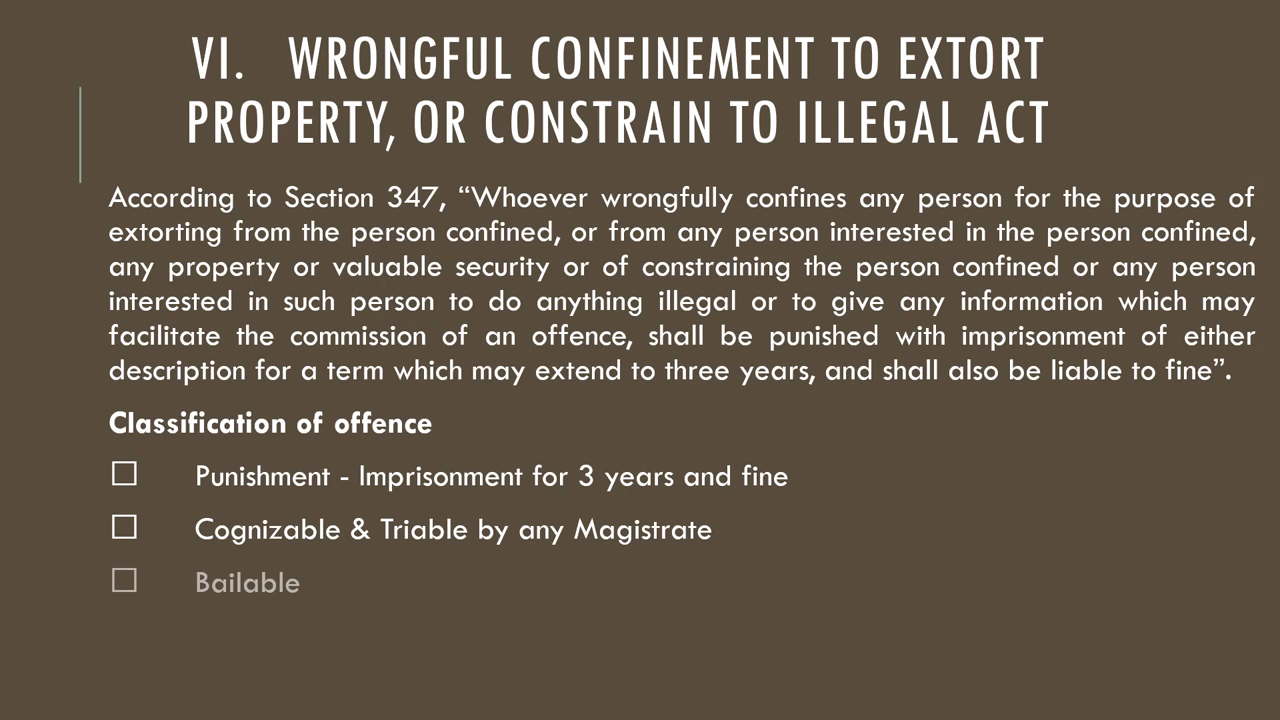 VI. WRONGFUL CONFINEMENT TO EXTORT
PROPERTY, OR CONSTRAIN TO ILLEGAL ACT
According to Section 347, “Whoever wrongfully confines any person for the purpose of
extorting from the person confined, or from any person interested in the person confined,
any property or valuable security or of constraining the person confined or any person
interested in such person to do anything illegal or to give any information which may
facilitate the commission of an offence, shall be punished with imprisonment of either
description for a term which may extend to three years, and shall also be liable to fine”.
Classification of offence
☐ Punishment - Imprisonment for 3 years and fine
☐ Cognizable & Triable by any Magistrate
☐ Bailable